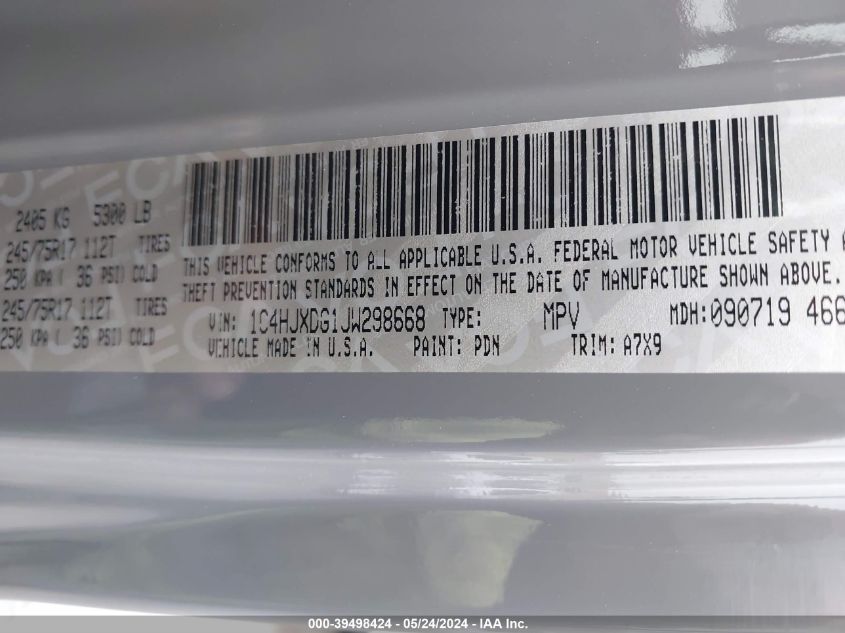 2405 KG 5300 LB
245/75R17 112T TIRES
250 KPA ( 36 PSI) COLD
245/75R17 112T TIRES
250 KPA ( 36 PSI) COLD
THIS VEHICLE CONFORMS TO ALL APPLICABLE U.S.A. FEDERAL MOTOR VEHICLE SAFETY A
THEFT PREVENTION STANDARDS IN EFFECT ON THE DATE OF MANUFACTURE SHOWN ABOVE.
VIN: 1C4HJXDG1JW298668 TYPE: MPV MDH:090719 466
VEHICLE MADE IN U.S.A. PAINT: PDN TRIM: A7X9
000-39498424 - 05/24/2024 - IAA Inc.